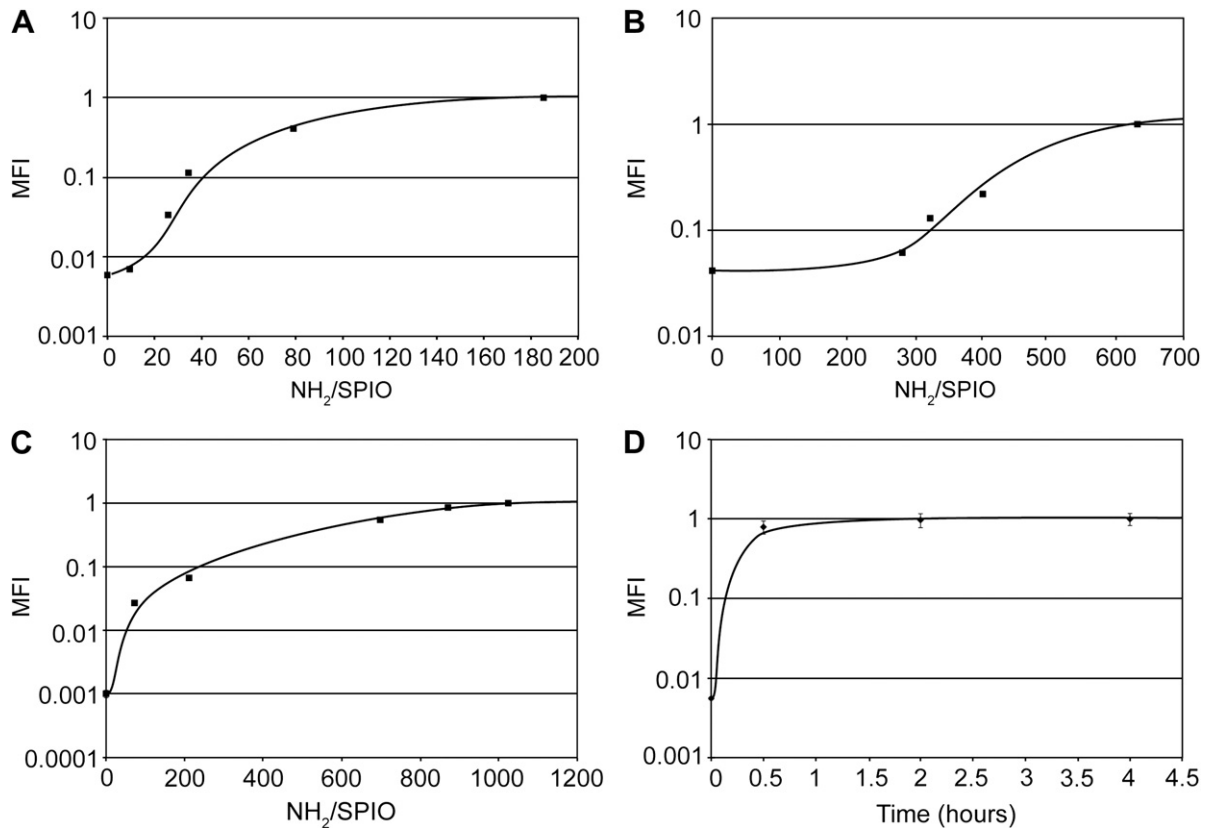 A
MFI
10
1
0.1
0.01
0.001
0 20 40 60 80 100 120 140 160 180 200
NH2/SPIO
B
MFI
10
1
0.1
0.01
0 100 200 300 400 500 600 700
NH2/SPIO
C
MFI
10
1
0.1
0.01
0.001
0.0001
0 200 400 600 800 1000 1200
NH2/SPIO
D
MFI
10
1
0.1
0.01
0.001
0 0.5 1 1.5 2 2.5 3 3.5 4 4.5
Time (hours)